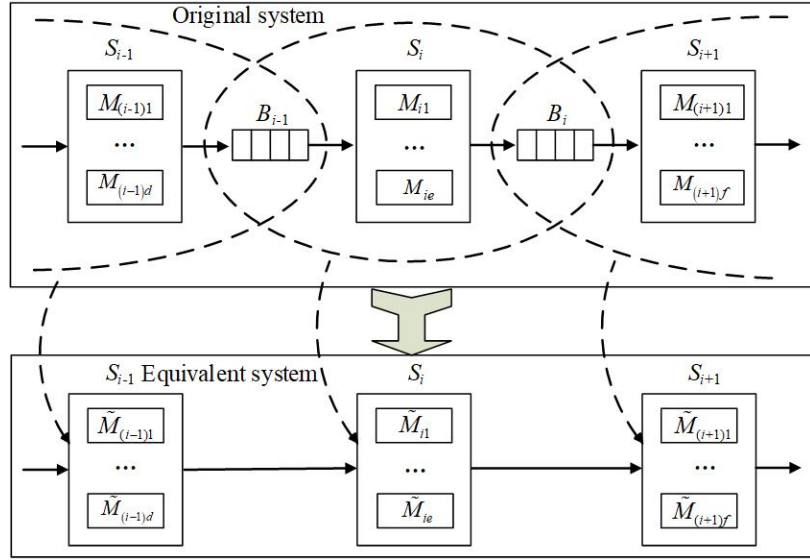 Original system
S_{i-1} S_i S_{i+1}
M_{(i-1)1} B_{i-1} M_{i1} B_i M_{(i+1)1}
... ... ...
M_{(i-1)d} M_{ie} M_{(i+1)f}
S_{i-1} Equivalent system S_i S_{i+1}
M̃_{(i-1)1} M̃_{i1} M̃_{(i+1)1}
... ... ...
M̃_{(i-1)d} M̃_{ie} M̃_{(i+1)f}